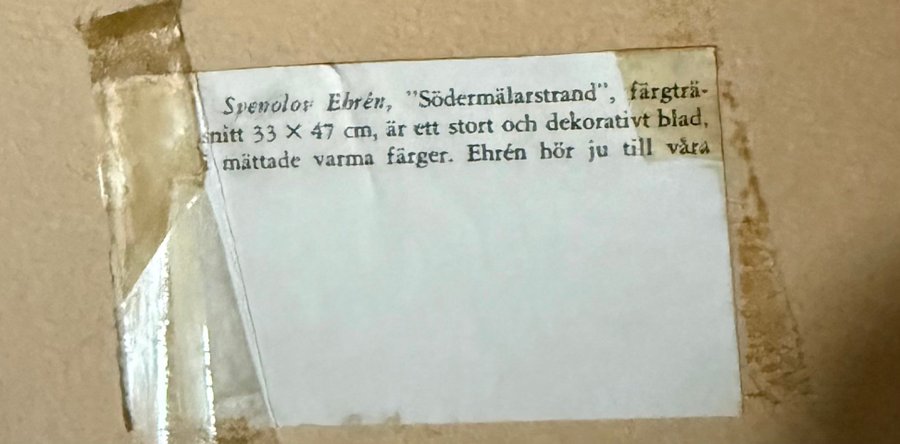 Svenolov Ehrén, ”Södermälarstrand”, färgträ-
snitt 33 × 47 cm, är ett stort och dekorativt blad,
i mättade varma färger. Ehrén hör ju till våra